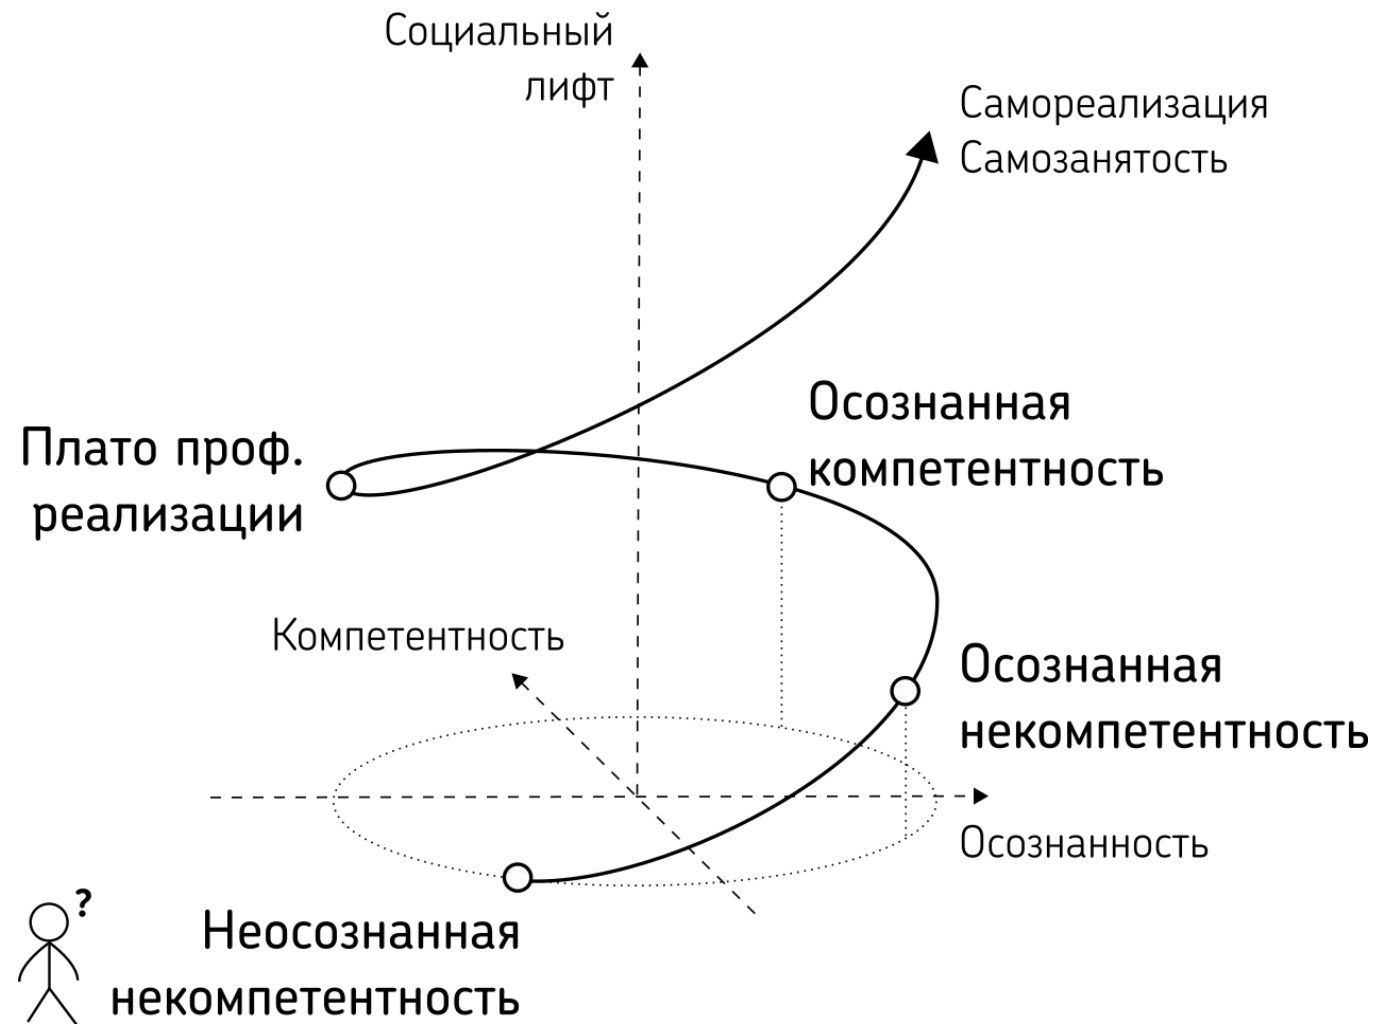 Социальный
лифт
Самореализация
Самозанятость
Осознанная
компетентность
Плато проф.
реализации
Компетентность
Осознанная
некомпетентность
Осознанность
?
Неосознанная
некомпетентность